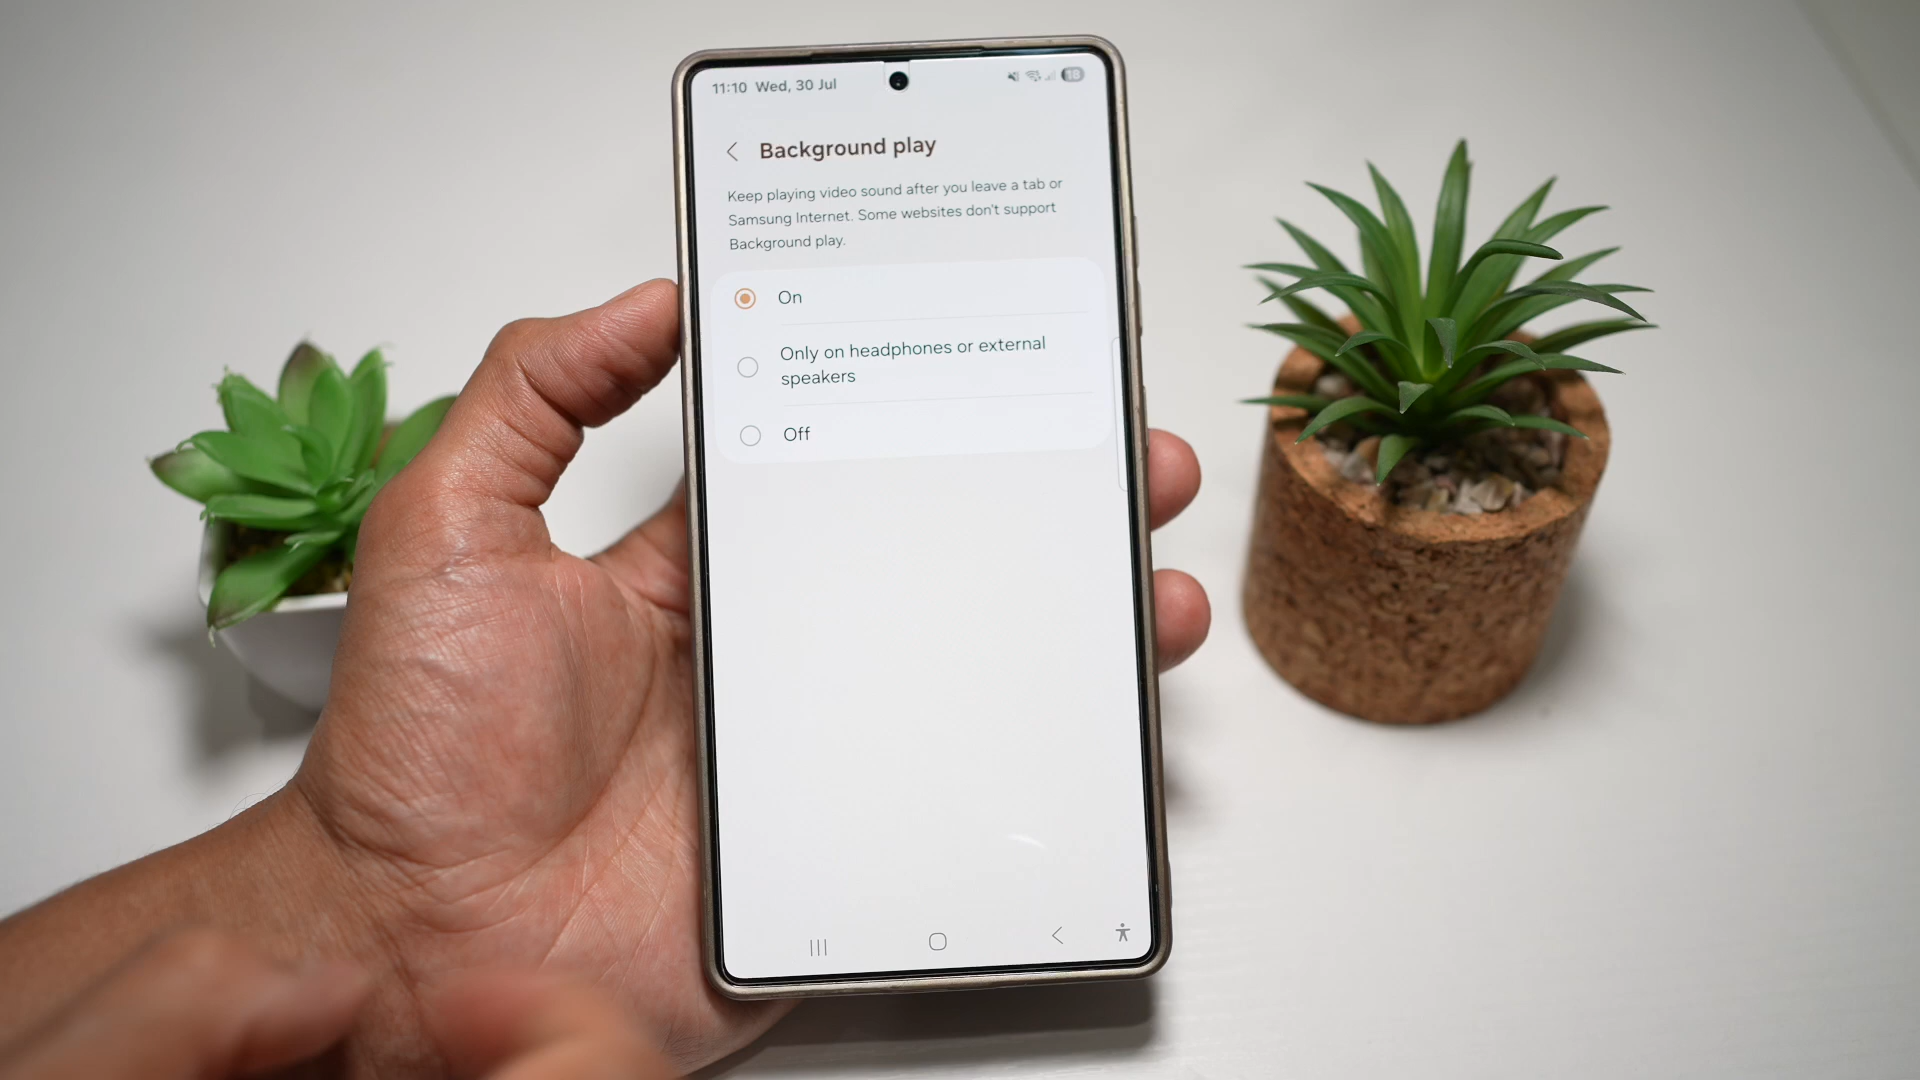 11:10 Wed, 30 Jul
18
Background play
Keep playing video sound after you leave a tab or
Samsung Internet. Some websites don't support
Background play.
On
Only on headphones or external
speakers
Off